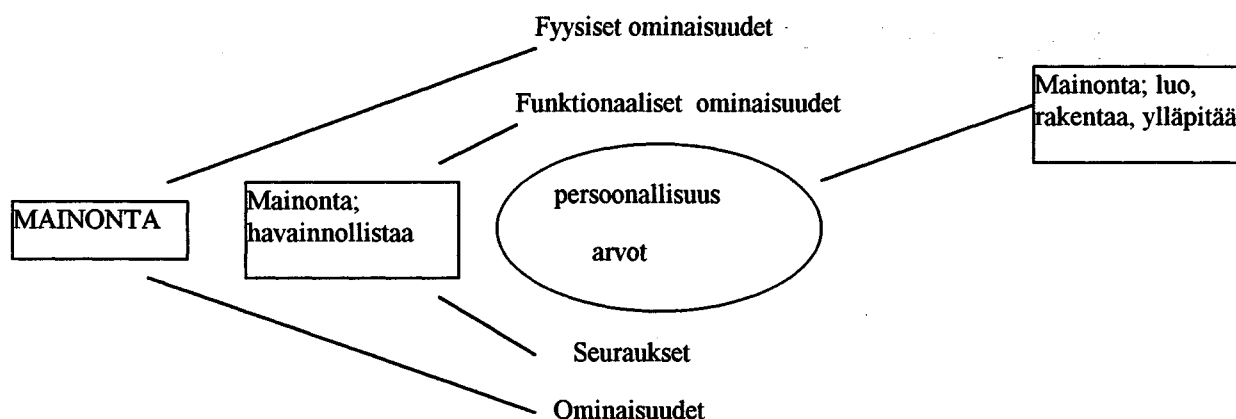 Fyysiset ominaisuudet
Funktionaaliset ominaisuudet
Mainonta; luo,
rakentaa, ylläpitää
MAINONTA
Mainonta;
havainnollistaa
persoonallisuus
arvot
Seuraukset
Ominaisuudet